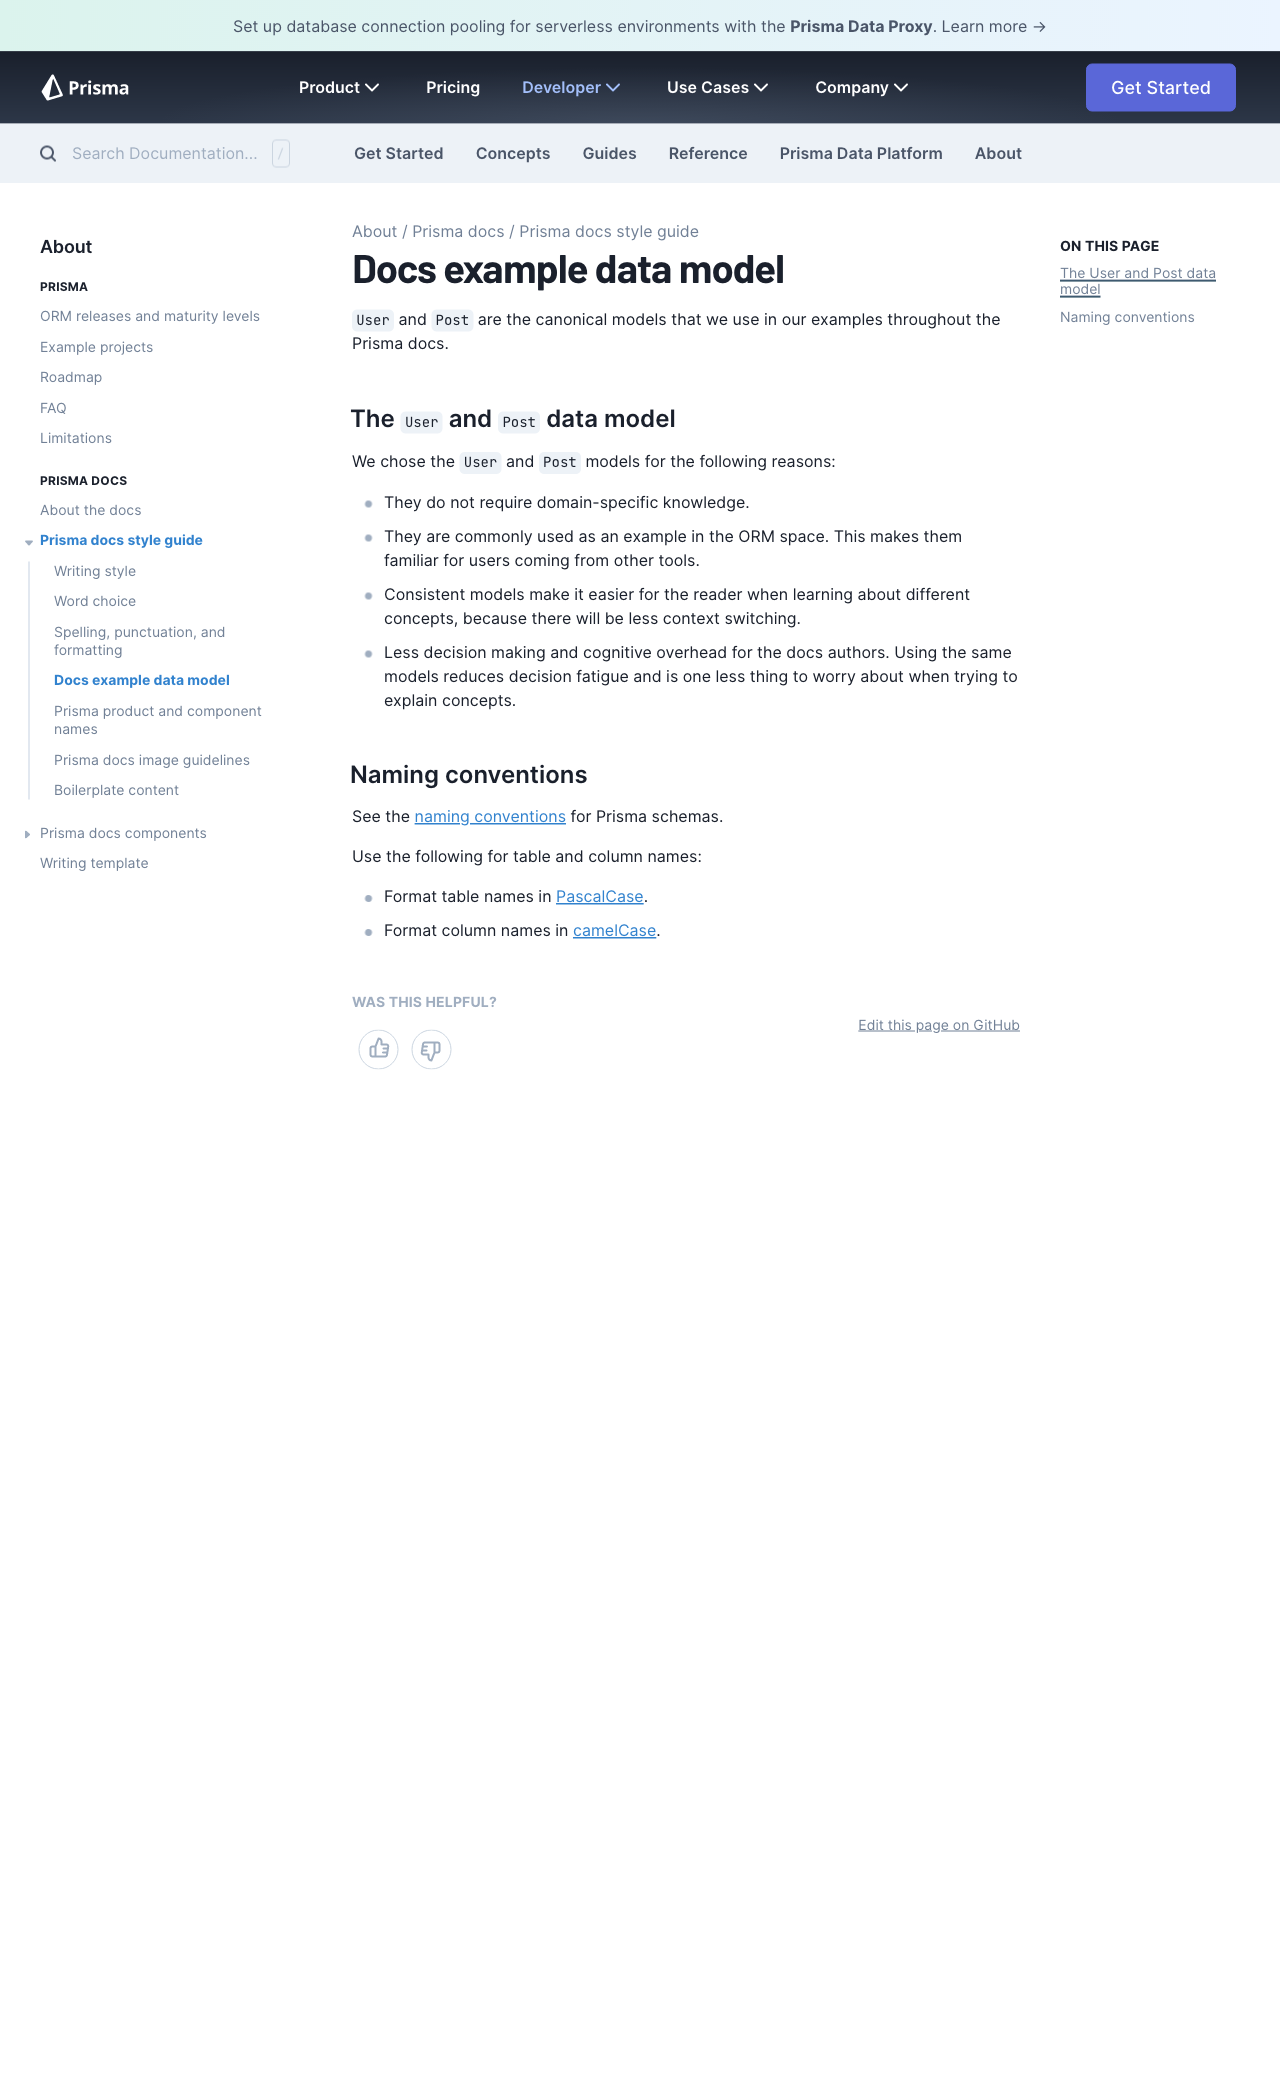 Set up database connection pooling for serverless environments with the Prisma Data Proxy. Learn more →
Prisma
Product
Pricing
Developer
Use Cases
Company
Get Started
Search Documentation...
/
Get Started
Concepts
Guides
Reference
Prisma Data Platform
About
About
PRISMA
ORM releases and maturity levels
Example projects
Roadmap
FAQ
Limitations
PRISMA DOCS
About the docs
Prisma docs style guide
Writing style
Word choice
Spelling, punctuation, and
formatting
Docs example data model
Prisma product and component
names
Prisma docs image guidelines
Boilerplate content
Prisma docs components
Writing template
About / Prisma docs / Prisma docs style guide
Docs example data model
User and Post are the canonical models that we use in our examples throughout the
Prisma docs.
The User and Post data model
We chose the User and Post models for the following reasons:
They do not require domain-specific knowledge.
They are commonly used as an example in the ORM space. This makes them
familiar for users coming from other tools.
Consistent models make it easier for the reader when learning about different
concepts, because there will be less context switching.
Less decision making and cognitive overhead for the docs authors. Using the same
models reduces decision fatigue and is one less thing to worry about when trying to
explain concepts.
Naming conventions
See the naming conventions for Prisma schemas.
Use the following for table and column names:
Format table names in PascalCase.
Format column names in camelCase.
WAS THIS HELPFUL?
Edit this page on GitHub
ON THIS PAGE
The User and Post data
model
Naming conventions